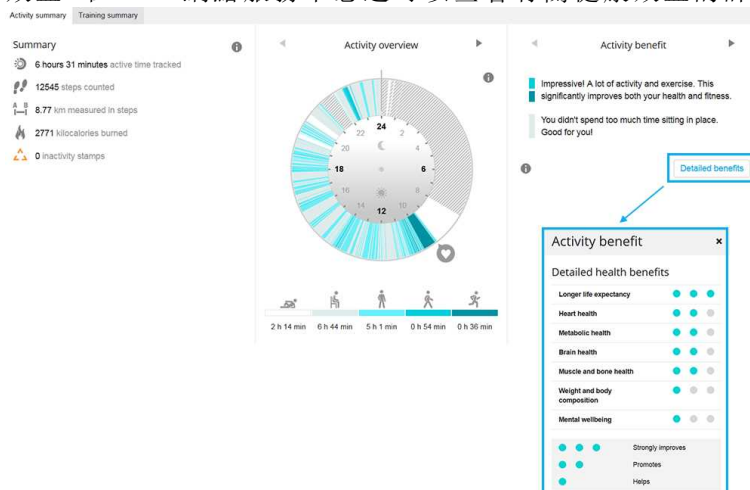 Activity summary Training summary
Summary
6 hours 31 minutes active time tracked
12545 steps counted
A B
8.77 km measured in steps
2771 kilocalories burned
0 inactivity stamps
Activity overview
24
2
4
6
8
10
12
14
16
18
20
22
2 h 14 min 6 h 44 min 5 h 1 min 0 h 54 min 0 h 36 min
Activity benefit
Impressive! A lot of activity and exercise. This
significantly improves both your health and fitness.
You didn't spend too much time sitting in place.
Good for you!
Detailed benefits
Activity benefit ×
Detailed health benefits
Longer life expectancy
Heart health
Metabolic health
Brain health
Muscle and bone health
Weight and body
composition
Mental wellbeing
Strongly improves
Promotes
Helps